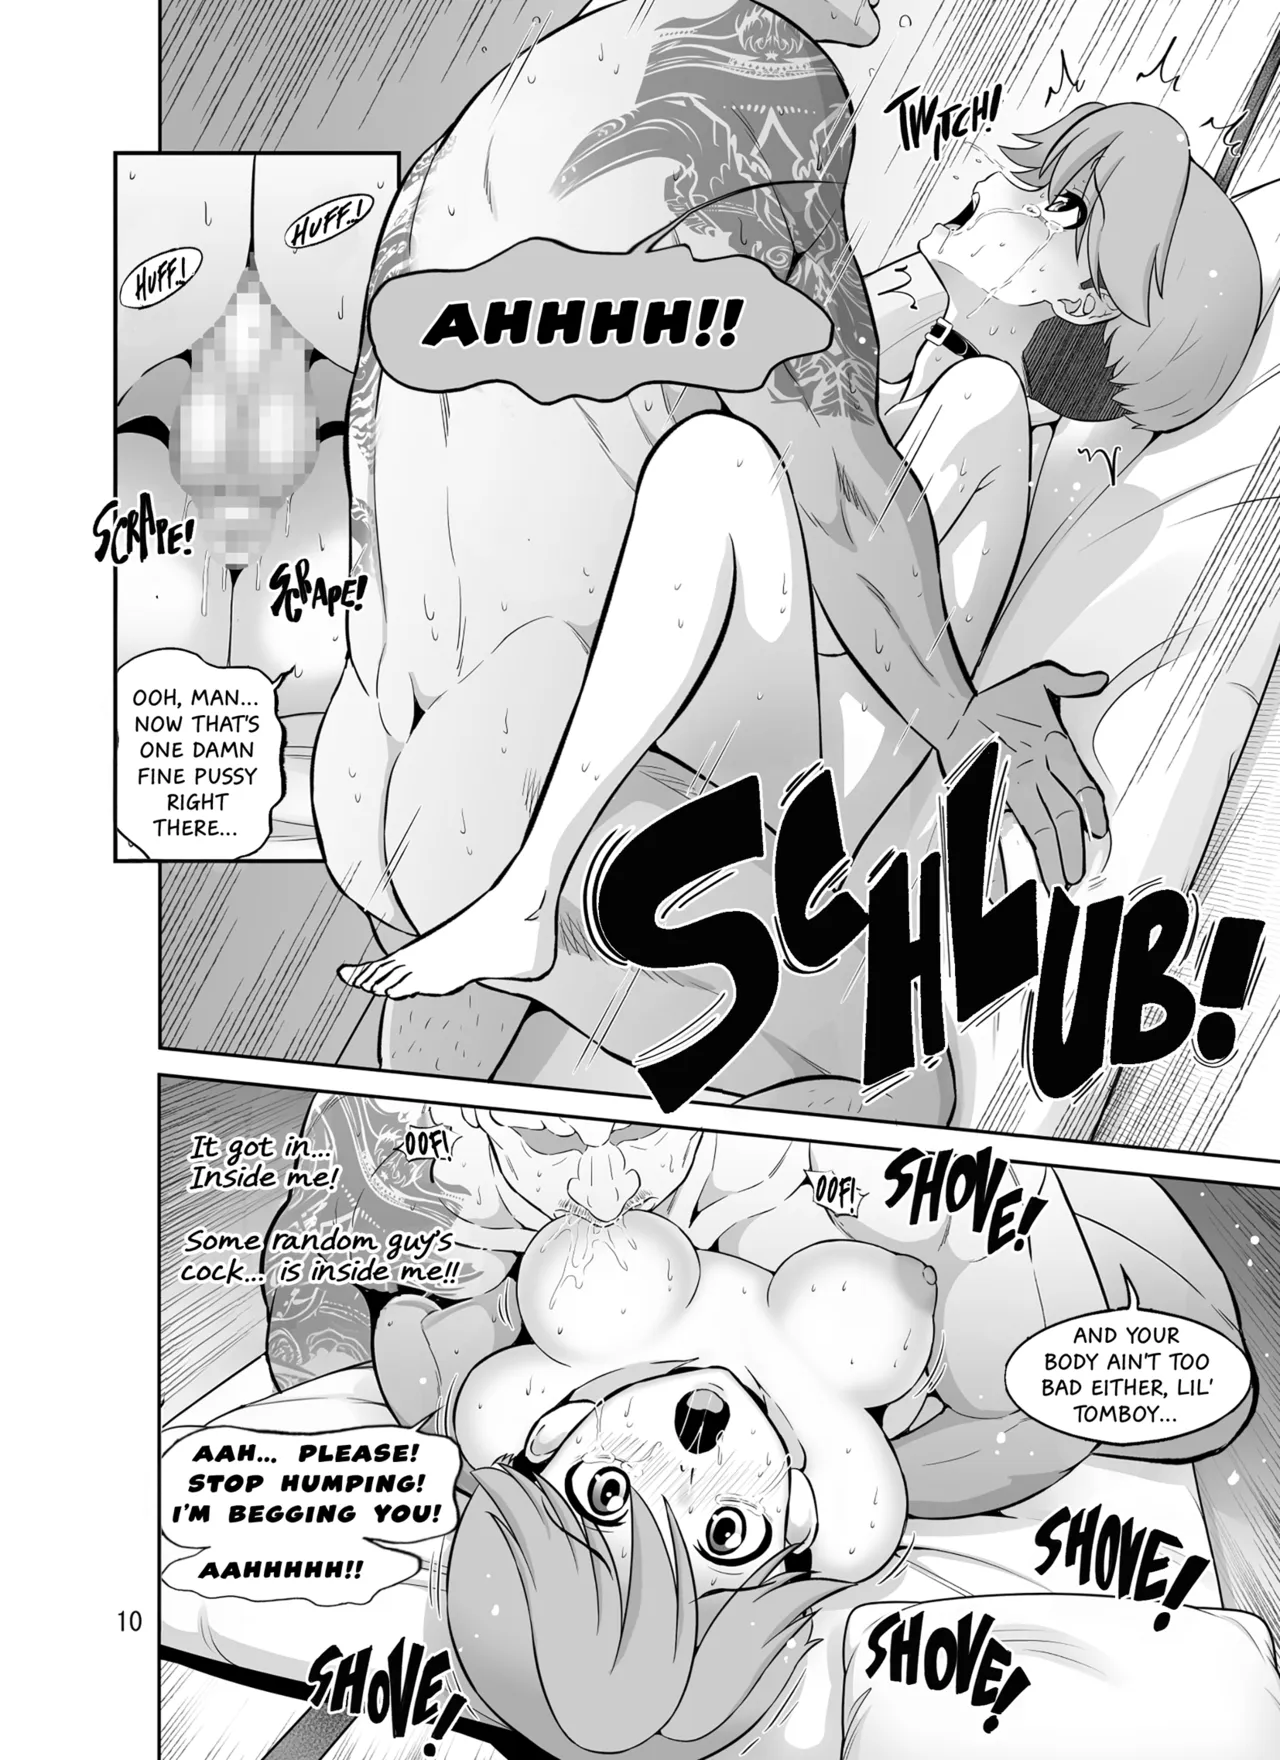 TWITCH!
HUFF..!
HUFF..!
AHHHH!!
SCRAPE!
SCRAPE!
OOH, MAN...
NOW THAT'S
ONE DAMN
FINE PUSSY
RIGHT
THERE...
SCHLUB!
It got in...
Inside me!
OOF!
OOF!
SHOVE!
Some random guy's
cock... is inside me!!
AND YOUR
BODY AIN'T TOO
BAD EITHER, LIL'
TOMBOY...
AAH... PLEASE!
STOP HUMPING!
I'M BEGGING YOU!
AAHHHHH!!
SHOVE!
SHOVE!
SHOVE!
10